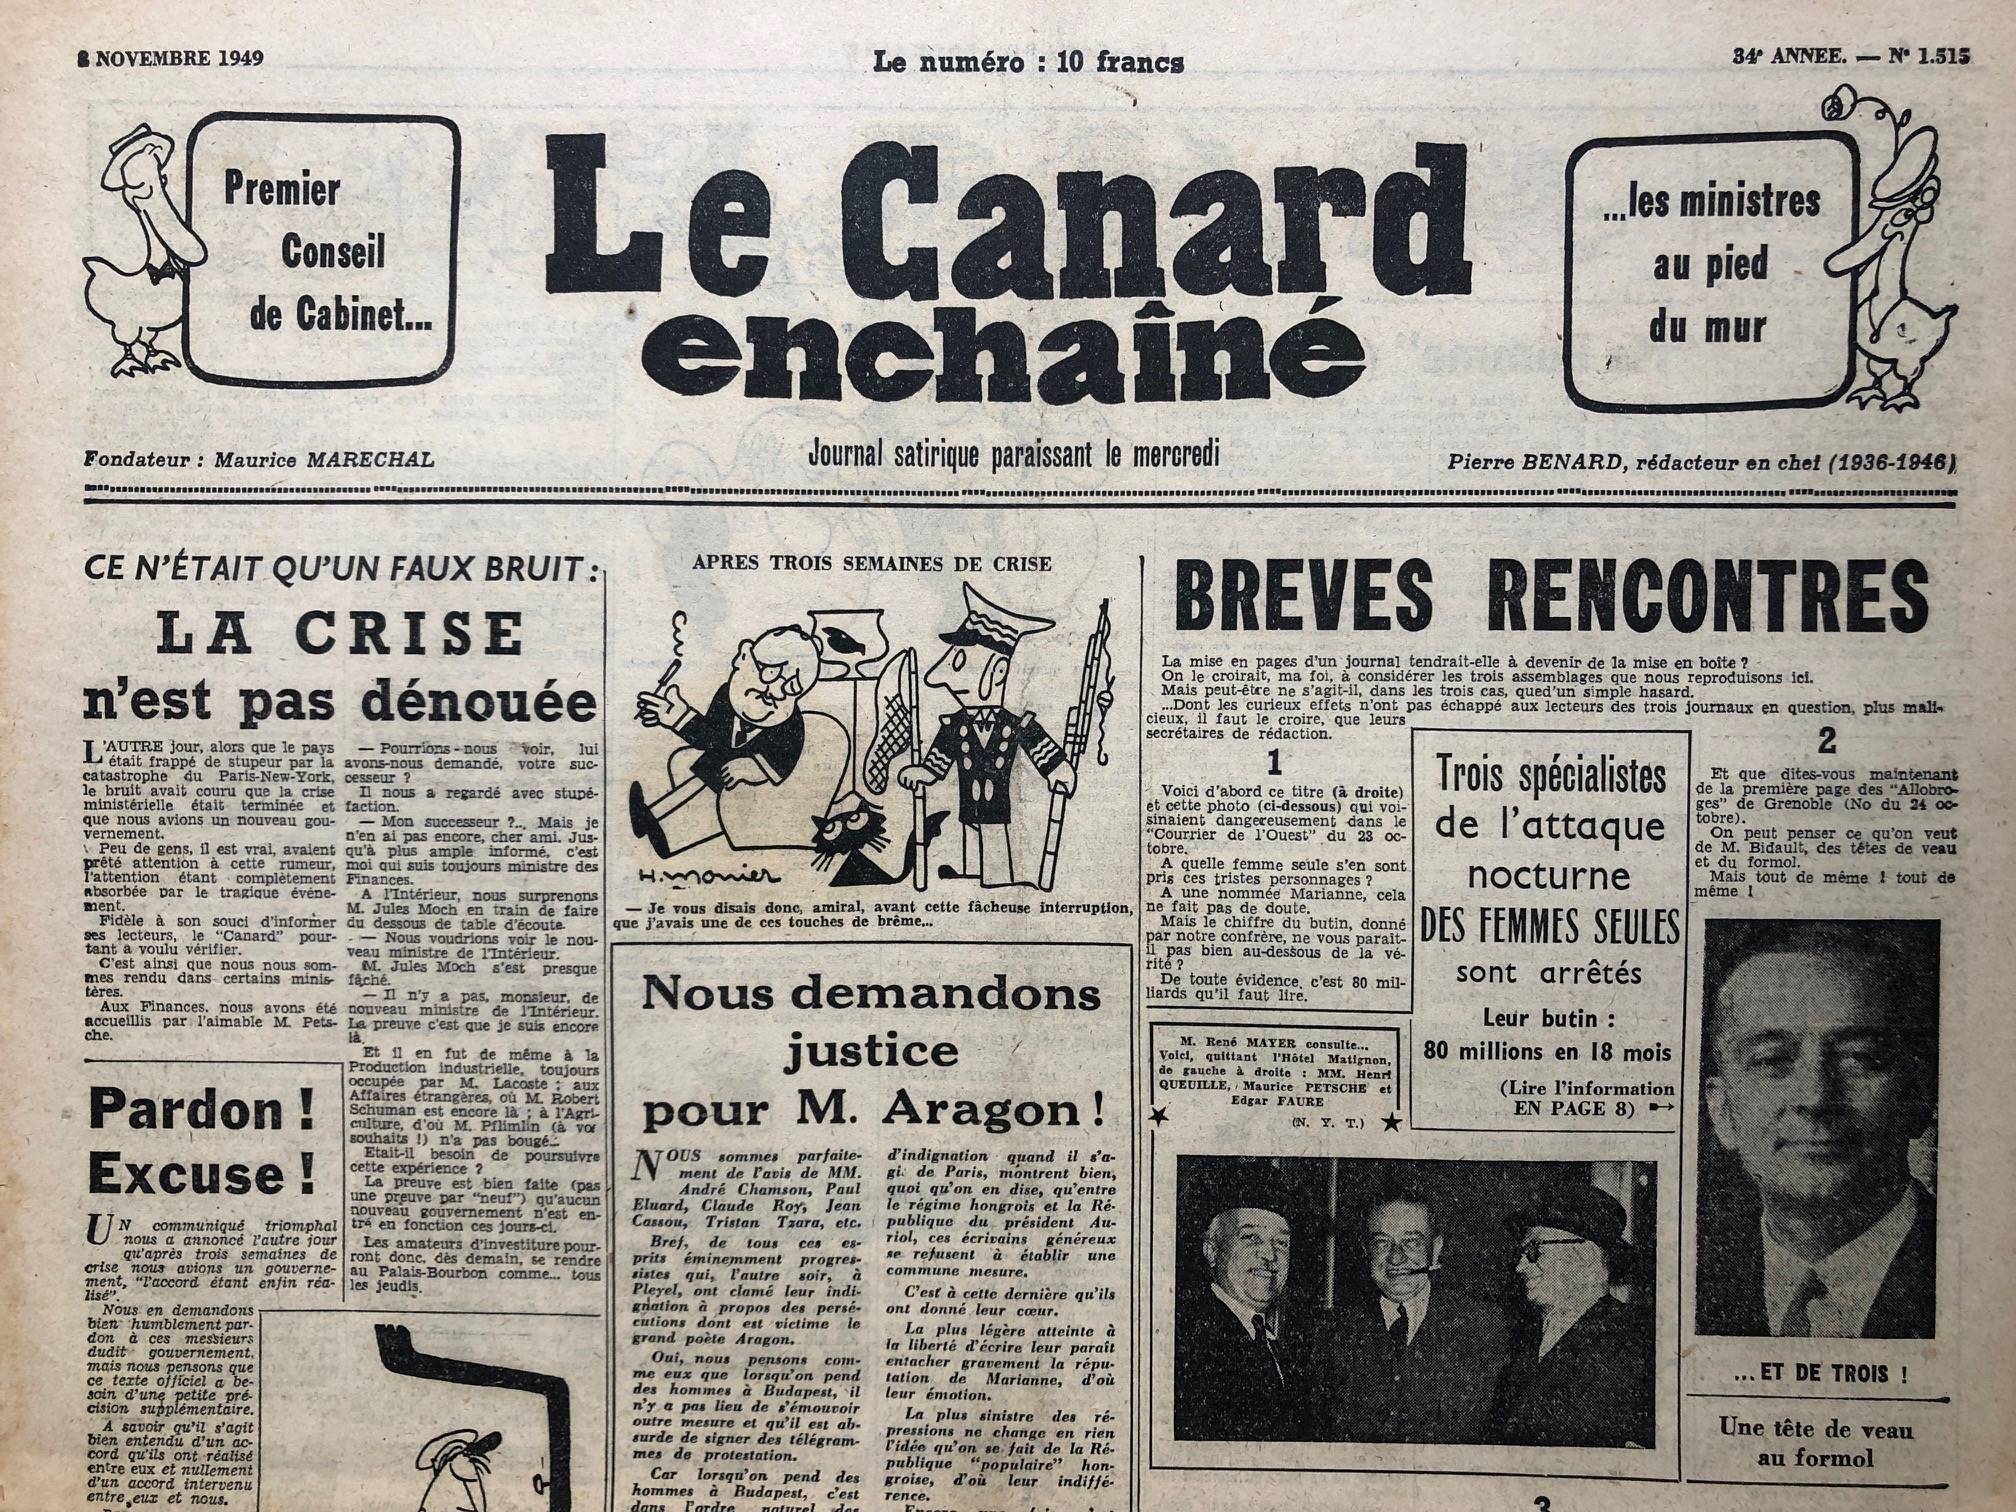 2 NOVEMBRE 1949
Le numéro : 10 francs
34e ANNEE. — N° 1.515
Premier
Conseil
de Cabinet...
Le Canard
enchaîné
...les ministres
au pied
du mur
Fondateur : Maurice MARECHAL
Journal satirique paraissant le mercredi
Pierre BENARD, rédacteur en chef (1936-1946)
CE N'ÉTAIT QU'UN FAUX BRUIT :
LA CRISE
n'est pas dénouée
L'AUTRE jour, alors que le pays
était frappé de stupeur par la
catastrophe du Paris-New-York,
le bruit avait couru que la crise
ministérielle était terminée et
que nous avions un nouveau gou-
vernement.
Peu de gens, il est vrai, avaient
prêté attention à cette rumeur,
l'attention étant complètement
absorbée par le tragique événe-
ment.
Fidèle à son souci d'informer
ses lecteurs, le "Canard" pour-
tant a voulu vérifier.
C'est ainsi que nous nous som-
mes rendu dans certains minis-
tères.
Aux Finances, nous avons été
accueillis par l'aimable M. Pets-
che.
— Pourrions-nous voir, lui
avons-nous demandé, votre suc-
cesseur ?
Il nous a regardé avec stupé-
faction.
— Mon successeur ?.. Mais je
n'en ai pas encore, cher ami. Jus-
qu'à plus ample informé, c'est
moi qui suis toujours ministre des
Finances.
A l'Intérieur, nous surprenons
M. Jules Moch en train de faire
du dessous de table d'écoute.
— Nous voudrions voir le nou-
veau ministre de l'Intérieur.
M. Jules Moch s'est presque
fâché.
— Il n'y a pas, monsieur, de
nouveau ministre de l'Intérieur.
La preuve c'est que je suis encore
là.
Et il en fut de même à la
Production industrielle, toujours
occupée par M. Lacoste ; aux
Affaires étrangères, où M. Robert
Schuman est encore là ; à l'Agri-
culture, d'où M. Pflimlin (à vos
souhaits !) n'a pas bougé...
Etait-il besoin de poursuivre
cette expérience ?
La preuve est bien faite (pas
une preuve par "neuf") qu'aucun
nouveau gouvernement n'est en-
tré en fonction ces jours-ci.
Les amateurs d'investiture pour-
ront donc, dès demain, se rendre
au Palais-Bourbon comme... tous
les jeudis.
Pardon !
Excuse !
UN communiqué triomphal
nous a annoncé l'autre jour
qu'après trois semaines de
crise nous avions un gouverne-
ment, "l'accord étant enfin réa-
lisé".
Nous en demandons
bien humblement par-
don à ces messieurs
dudit gouvernement,
mais nous pensons que
ce texte officiel a be-
soin d'une petite pré-
cision supplémentaire.
A savoir qu'il s'agit
bien entendu d'un ac-
cord qu'ils ont réalisé
entre eux et nullement
d'un accord intervenu
entre eux et nous.
APRES TROIS SEMAINES DE CRISE
H. Monier
— Je vous disais donc, amiral, avant cette fâcheuse interruption,
que j'avais une de ces touches de brême...
Nous demandons
justice
pour M. Aragon !
NOUS sommes parfaite-
ment de l'avis de MM.
André Chamson, Paul
Eluard, Claude Roy, Jean
Cassou, Tristan Tzara, etc.
Bref, de tous ces es-
prits éminemment progres-
sistes qui, l'autre soir, à
Pleyel, ont clamé leur indi-
gnation à propos des persé-
cutions dont est victime le
grand poète Aragon.
Oui, nous pensons com-
me eux que lorsqu'on pend
des hommes à Budapest, il
n'y a pas lieu de s'émouvoir
outre mesure et qu'il est ab-
surde de signer des télégram-
mes de protestation.
Car lorsqu'on pend des
hommes à Budapest, c'est
dans l'ordre naturel des
d'indignation quand il s'a-
git de Paris, montrent bien,
quoi qu'on en dise, qu'entre
le régime hongrois et la Ré-
publique du président Au-
riol, ces écrivains généreux
se refusent à établir une
commune mesure.
C'est à cette dernière qu'ils
ont donné leur cœur.
La plus légère atteinte à
la liberté d'écrire leur paraît
entacher gravement la répu-
tation de Marianne, d'où
leur émotion.
La plus sinistre des ré-
pressions ne change en rien
l'idée qu'on se fait de la Ré-
publique "populaire" hon-
groise, d'où leur indiffé-
rence.
BREVES RENCONTRES
La mise en pages d'un journal tendrait-elle à devenir de la mise en boîte ?
On le croirait, ma foi, à considérer les trois assemblages que nous reproduisons ici.
Mais peut-être ne s'agit-il, dans les trois cas, qued'un simple hasard.
...Dont les curieux effets n'ont pas échappé aux lecteurs des trois journaux en question, plus mali-
cieux, il faut le croire, que leurs
secrétaires de rédaction.
1
Voici d'abord ce titre (à droite)
et cette photo (ci-dessous) qui voi-
sinaient dangereusement dans le
"Courrier de l'Ouest" du 23 oc-
tobre.
A quelle femme seule s'en sont
pris ces tristes personnages ?
A une nommée Marianne, cela
ne fait pas de doute.
Mais le chiffre du butin, donné
par notre confrère, ne vous paraît-
il pas bien au-dessous de la vé-
rité ?
De toute évidence, c'est 80 mil-
liards qu'il faut lire.
M. René MAYER consulte...
Voici, quittant l'Hôtel Matignon,
de gauche à droite : MM. Henri
QUEUILLE, Maurice PETSCHE et
Edgar FAURE
(N. Y. T.)
Trois spécialistes
de l'attaque
nocturne
DES FEMMES SEULES
sont arrêtés
Leur butin :
80 millions en 18 mois
(Lire l'information
EN PAGE 8)
2
Et que dites-vous maintenant
de la première page des "Allobro-
ges" de Grenoble (No du 24 oc-
tobre).
On peut penser ce qu'on veut
de M. Bidault, des têtes de veau
et du formol.
Mais tout de même ! tout de
même !
...ET DE TROIS !
Une tête de veau
au formol
3